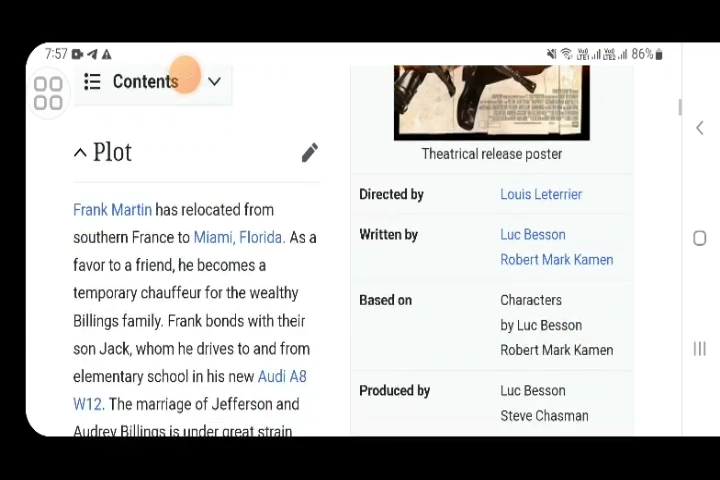 7:57
86%
Contents
Plot
Frank Martin has relocated from
southern France to Miami, Florida. As a
favor to a friend, he becomes a
temporary chauffeur for the wealthy
Billings family. Frank bonds with their
son Jack, whom he drives to and from
elementary school in his new Audi A8
W12. The marriage of Jefferson and
Audrey Billings is under great strain
Theatrical release poster
Directed by Louis Leterrier
Written by Luc Besson
Robert Mark Kamen
Based on Characters
by Luc Besson
Robert Mark Kamen
Produced by Luc Besson
Steve Chasman